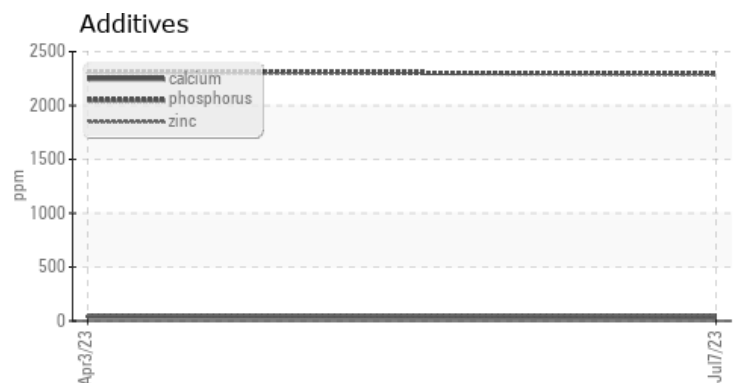 Additives
2500
2000
1500
1000
500
0
ppm
calcium
phosphorus
zinc
Apr3/23
Jul7/23